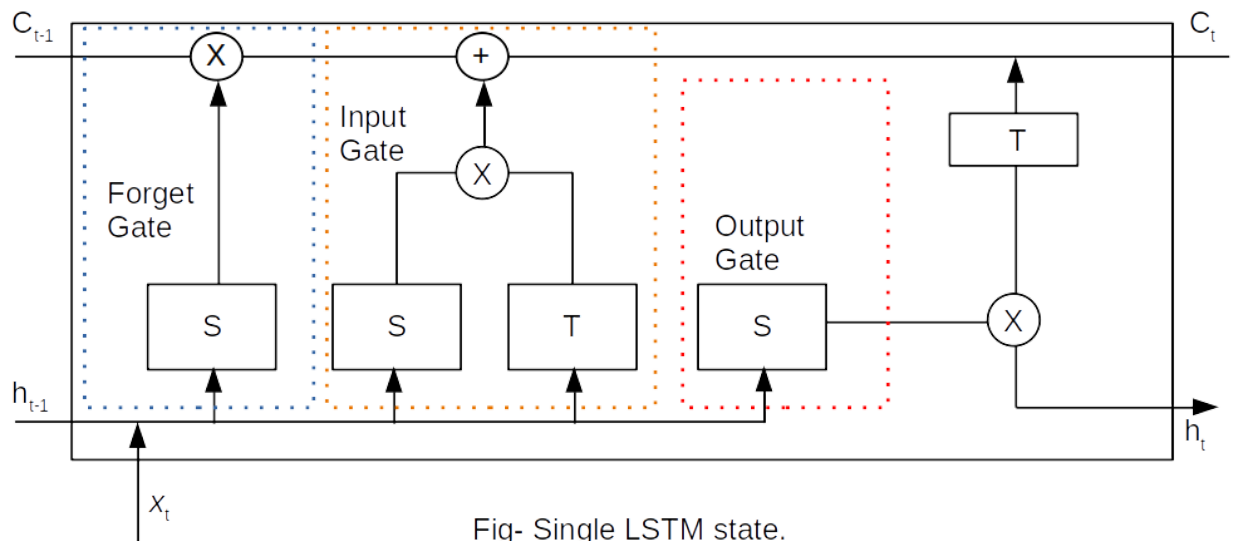 C t-1
C t
X
+
Input
Gate
X
T
Forget
Gate
Output
Gate
S
S
T
S
X
h t-1
h t
x t
Fig- Single LSTM state.